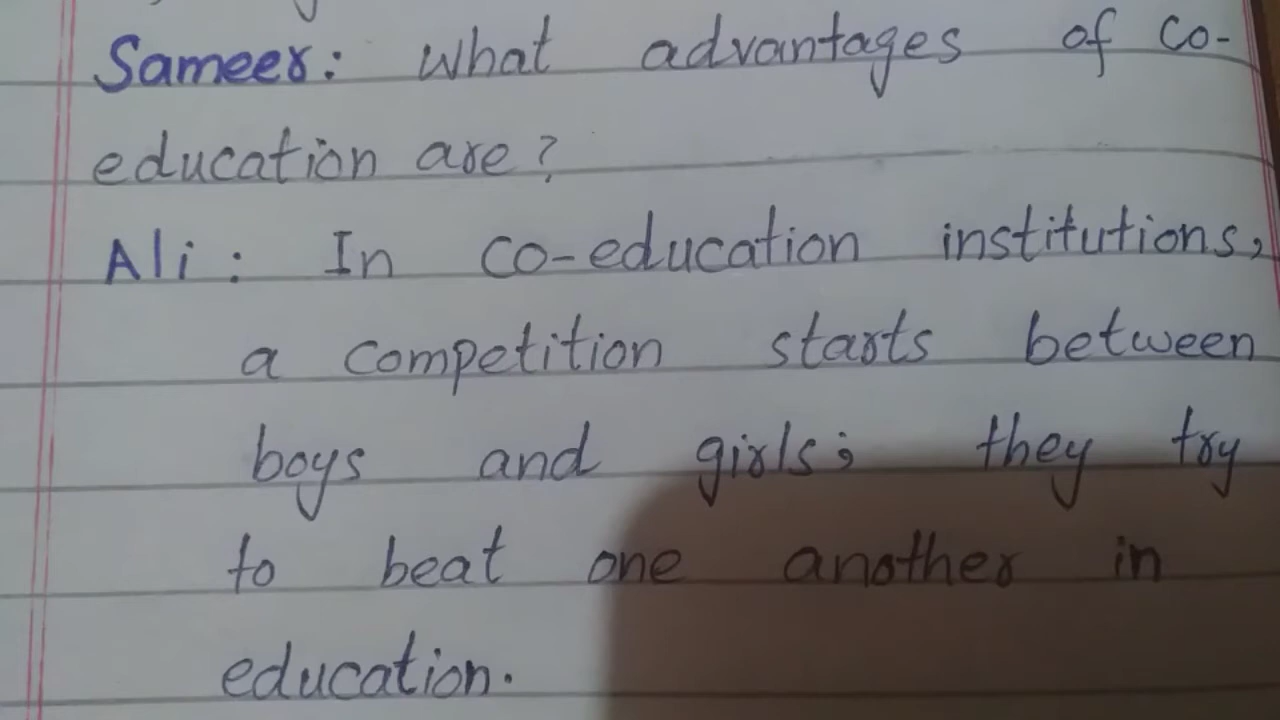 Sameer: What advantages of co-
education are?
Ali: In co-education institutions,
a competition starts between
boys and girls; they try
to beat one another in
education.